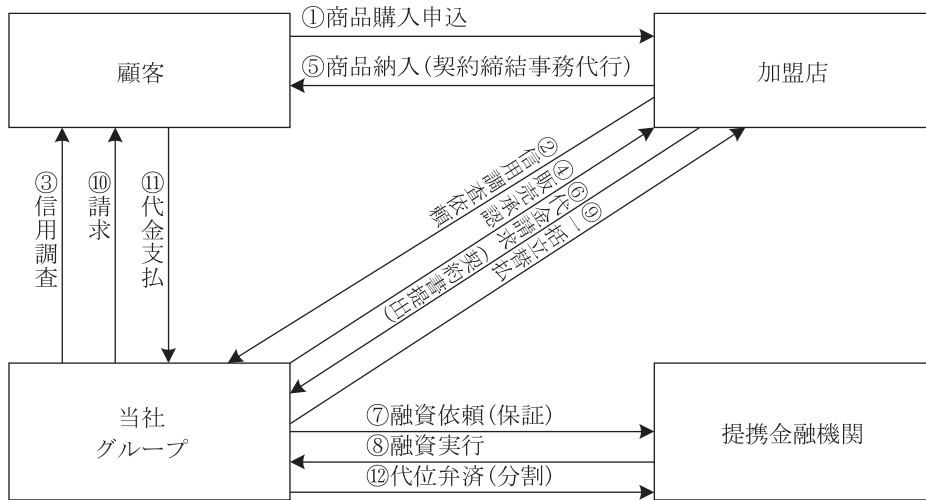 ①商品購入申込
顧客
加盟店
⑤商品納入(契約締結事務代行)
②信用調査依頼
④販売承認
⑥代金請求(契約書提出)
⑨一括立替払
③信用調査
⑩請求
⑪代金支払
当社
グループ
⑦融資依頼(保証)
⑧融資実行
⑫代位弁済(分割)
提携金融機関